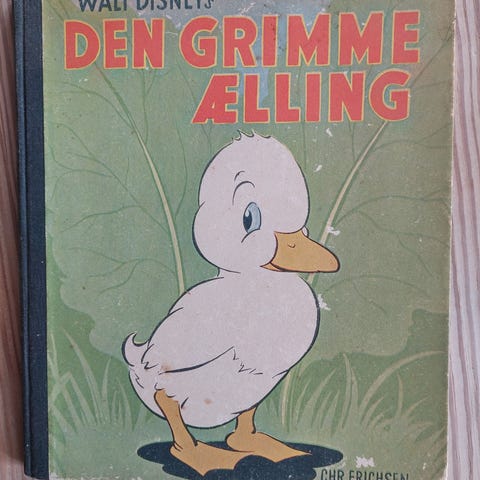 WALT DISNEYS
DEN GRIMME
ÆLLING
CHR. ERICHSEN